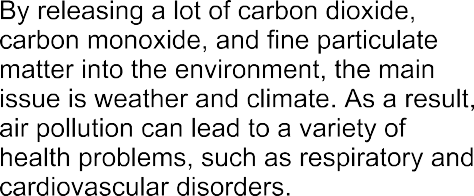 By releasing a lot of carbon dioxide,
carbon monoxide, and fine particulate
matter into the environment, the main
issue is weather and climate. As a result,
air pollution can lead to a variety of
health problems, such as respiratory and
cardiovascular disorders.